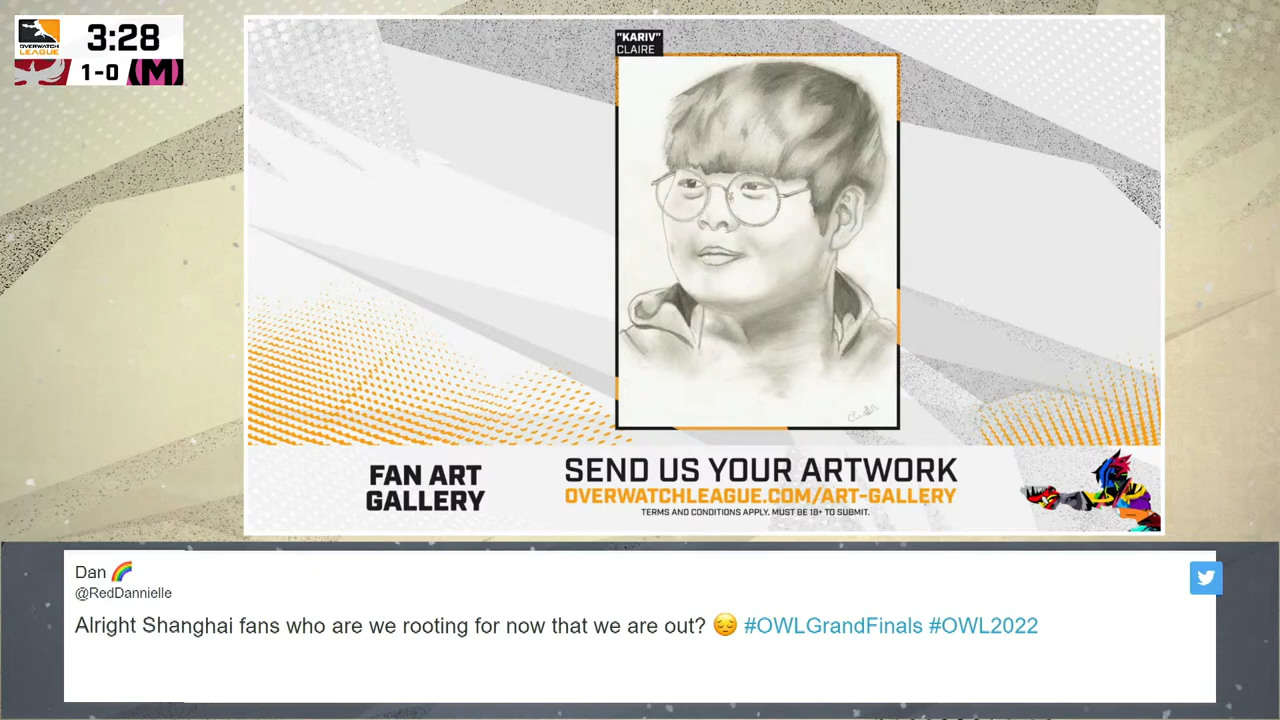 OVERWATCH
LEAGUE
3:28
1-0
M
"KARIV"
CLAIRE
FAN ART
GALLERY
SEND US YOUR ARTWORK
OVERWATCHLEAGUE.COM/ART-GALLERY
TERMS AND CONDITIONS APPLY. MUST BE 18+ TO SUBMIT.
Dan 🌈
@RedDannielle
Alright Shanghai fans who are we rooting for now that we are out? 😔 #OWLGrandFinals #OWL2022